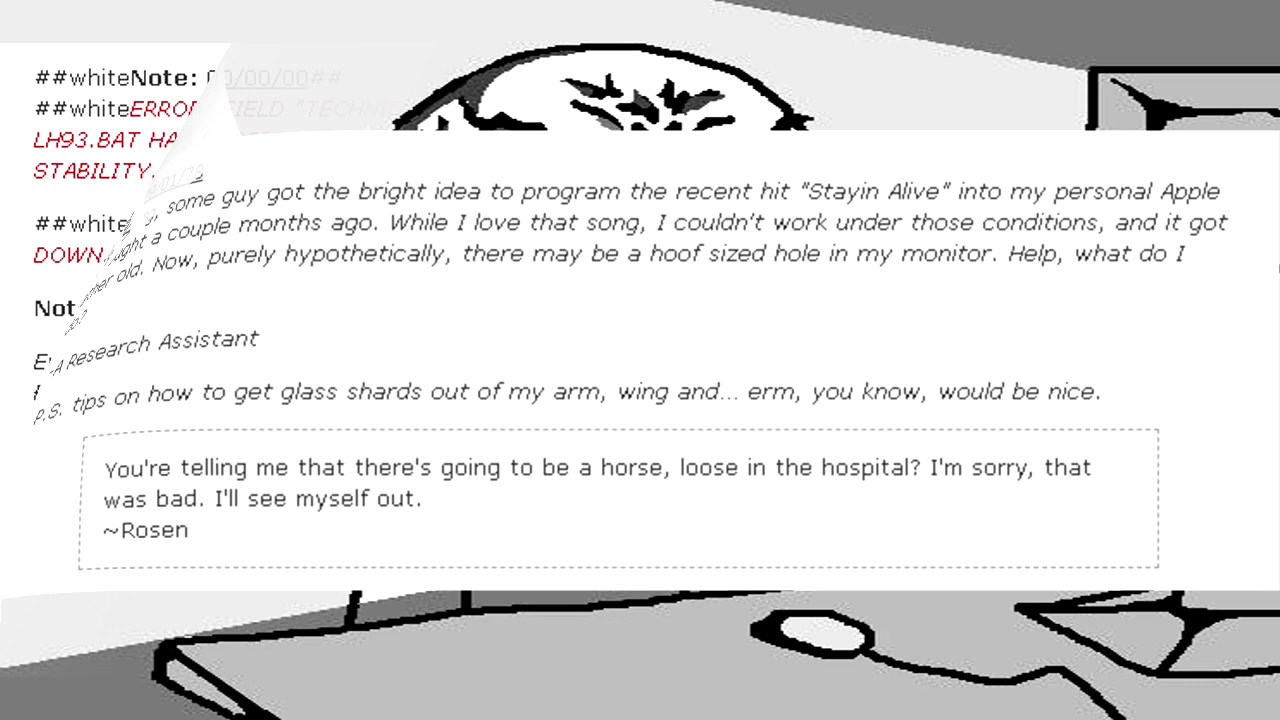 ##whiteNote: 00/00/00##
##whiteERROR FIELD "TECHNI
LH93.BAT HA
STABILITY.
##white
DOWN
Not
some guy got the bright idea to program the recent hit "Stayin Alive" into my personal Apple
a couple months ago. While I love that song, I couldn't work under those conditions, and it got
old. Now, purely hypothetically, there may be a hoof sized hole in my monitor. Help, what do I
A Research Assistant
P.S. tips on how to get glass shards out of my arm, wing and... erm, you know, would be nice.
You're telling me that there's going to be a horse, loose in the hospital? I'm sorry, that
was bad. I'll see myself out.
~Rosen